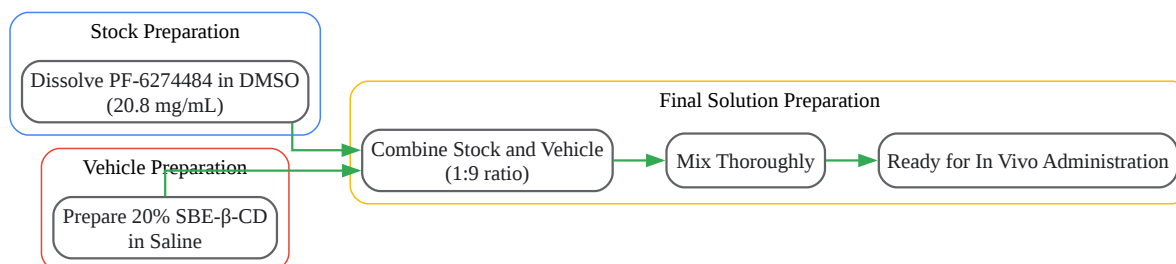 Stock Preparation
Dissolve PF-6274484 in DMSO
(20.8 mg/mL)
Vehicle Preparation
Prepare 20% SBE-β-CD
in Saline
Final Solution Preparation
Combine Stock and Vehicle
(1:9 ratio)
Mix Thoroughly
Ready for In Vivo Administration